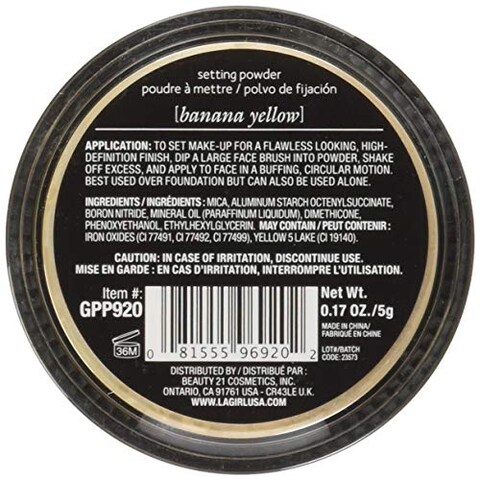 setting powder
poudre à mettre / polvo de fijación
[banana yellow]
APPLICATION: TO SET MAKE-UP FOR A FLAWLESS LOOKING, HIGH-
DEFINITION FINISH, DIP A LARGE FACE BRUSH INTO POWDER, SHAKE
OFF EXCESS, AND APPLY TO FACE IN A BUFFING, CIRCULAR MOTION.
BEST USED OVER FOUNDATION BUT CAN ALSO BE USED ALONE.
INGREDIENTS / INGRÉDIENTS: MICA, ALUMINUM STARCH OCTENYLSUCCINATE,
BORON NITRIDE, MINERAL OIL (PARAFFINUM LIQUIDUM), DIMETHICONE,
PHENOXYETHANOL, ETHYLHEXYLGLYCERIN. MAY CONTAIN / PEUT CONTENIR :
IRON OXIDES (CI 77491, CI 77492, CI 77499), YELLOW 5 LAKE (CI 19140).
CAUTION: IN CASE OF IRRITATION, DISCONTINUE USE.
MISE EN GARDE : EN CAS D'IRRITATION, INTERROMPRE L'UTILISATION.
Item #:
GPP920
36M
0 81555 96920 2
Net Wt.
0.17 OZ./5g
MADE IN CHINA/
FABRIQUÉ EN CHINE
LOT#/BATCH
CODE: 23573
DISTRIBUTED BY / DISTRIBUÉ PAR :
BEAUTY 21 COSMETICS, INC.
ONTARIO, CA 91761 USA - CR43LE U.K.
WWW.LAGIRLUSA.COM